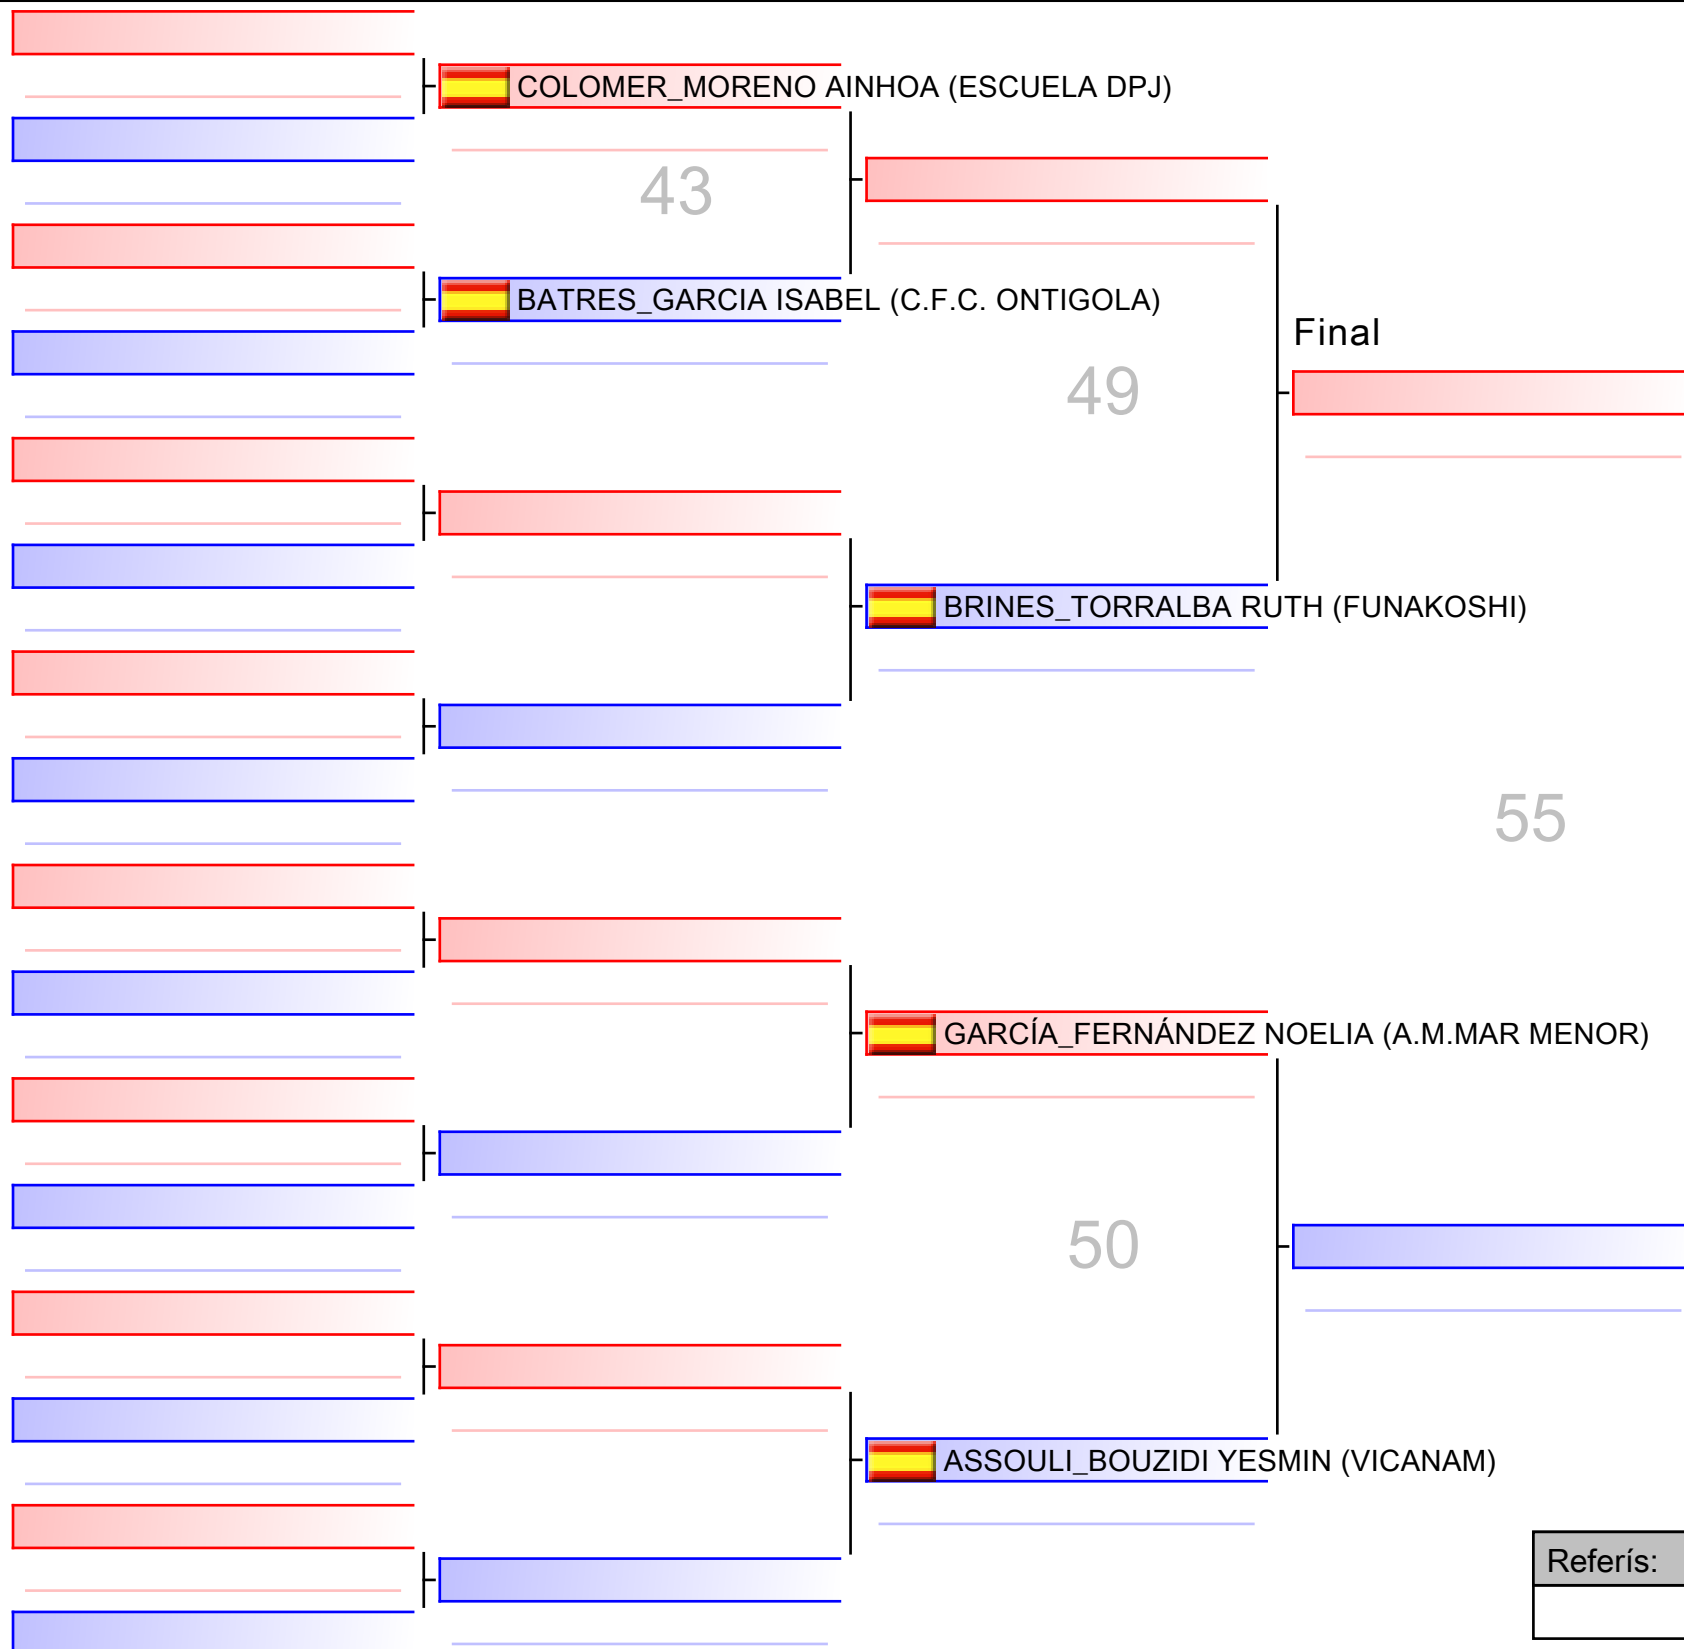 COLOMER_MORENO AINHOA (ESCUELA DPJ)
43
BATRES_GARCIA ISABEL (C.F.C. ONTIGOLA)
Final
49
BRINES_TORRALBA RUTH (FUNAKOSHI)
55
GARCÍA_FERNÁNDEZ NOELIA (A.M.MAR MENOR)
50
ASSOULI_BOUZIDI YESMIN (VICANAM)
Referís: